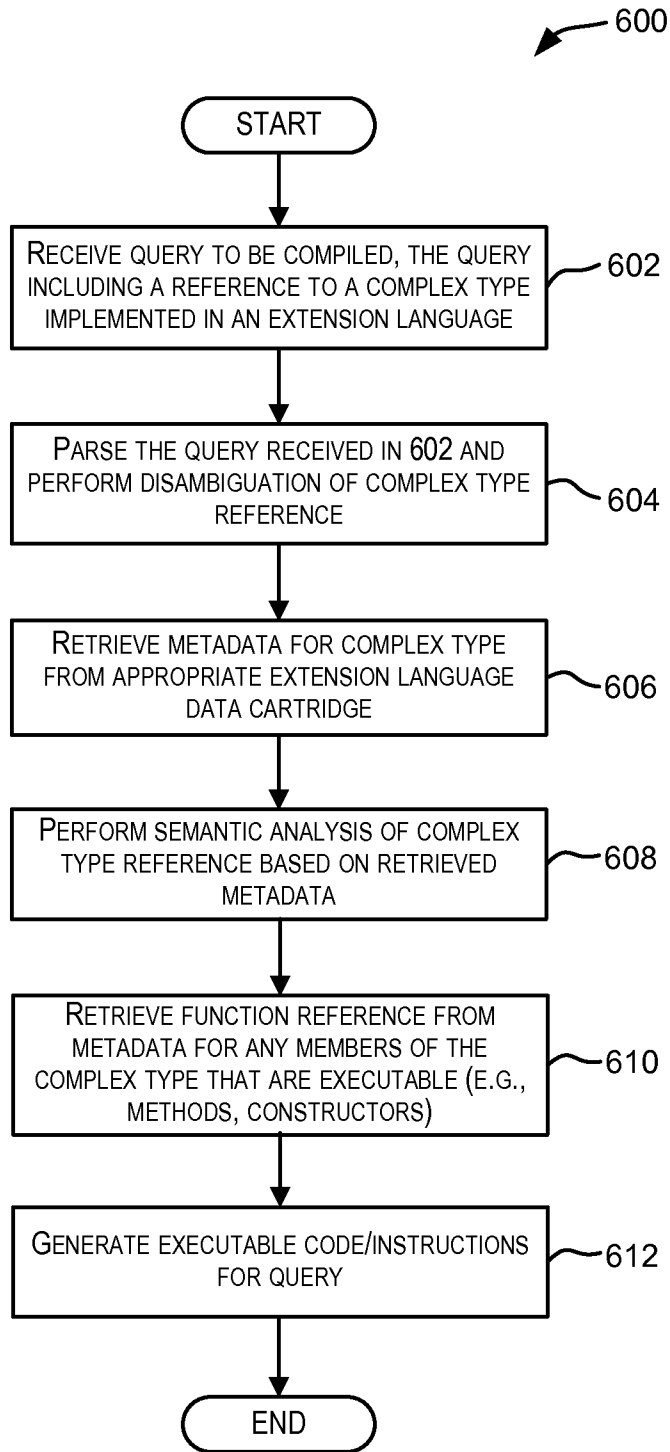 600
START
RECEIVE QUERY TO BE COMPILED, THE QUERY
INCLUDING A REFERENCE TO A COMPLEX TYPE
IMPLEMENTED IN AN EXTENSION LANGUAGE
602
PARSE THE QUERY RECEIVED IN 602 AND
PERFORM DISAMBIGUATION OF COMPLEX TYPE
REFERENCE
604
RETRIEVE METADATA FOR COMPLEX TYPE
FROM APPROPRIATE EXTENSION LANGUAGE
DATA CARTRIDGE
606
PERFORM SEMANTIC ANALYSIS OF COMPLEX
TYPE REFERENCE BASED ON RETRIEVED
METADATA
608
RETRIEVE FUNCTION REFERENCE FROM
METADATA FOR ANY MEMBERS OF THE
COMPLEX TYPE THAT ARE EXECUTABLE (E.G.,
METHODS, CONSTRUCTORS)
610
GENERATE EXECUTABLE CODE/INSTRUCTIONS
FOR QUERY
612
END